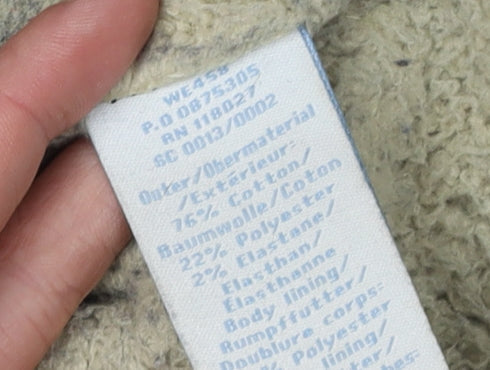 WE458
P.O 0875305
RN 118027
SC 0013/0002
Outer/Obermaterial
/Extérieur:
76% Cotton/
Baumwolle/Coton
22% Polyester
2% Elastane/
Elasthan/
Élasthenne
Body lining/
Rumpffutter/
Doublure corps:
% Polyester
lining/